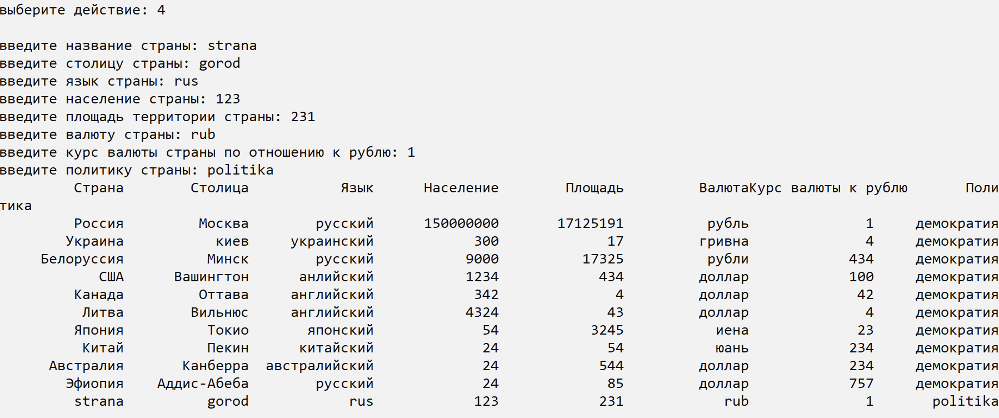 выберите действие: 4
введите название страны: strana
введите столицу страны: gorod
введите язык страны: rus
введите население страны: 123
введите площадь территории страны: 231
введите валюту страны: rub
введите курс валюты страны по отношению к рублю: 1
введите политику страны: politika
Страна Столица Язык Население Площадь ВалютаКурс валюты к рублю Поли
тика
Россия Москва русский 150000000 17125191 рубль 1 демократия
Украина киев украинский 300 17 гривна 4 демократия
Белоруссия Минск русский 9000 17325 рубли 434 демократия
США Вашингтон анлийский 1234 434 доллар 100 демократия
Канада Оттава английский 342 4 доллар 42 демократия
Литва Вильнюс английский 4324 43 доллар 4 демократия
Япония Токио японский 54 3245 иена 23 демократия
Китай Пекин китайский 24 54 юань 234 демократия
Австралия Канберра австралийский 24 544 доллар 234 демократия
Эфиопия Аддис-Абеба русский 24 85 доллар 757 демократия
strana gorod rus 123 231 rub 1 politika